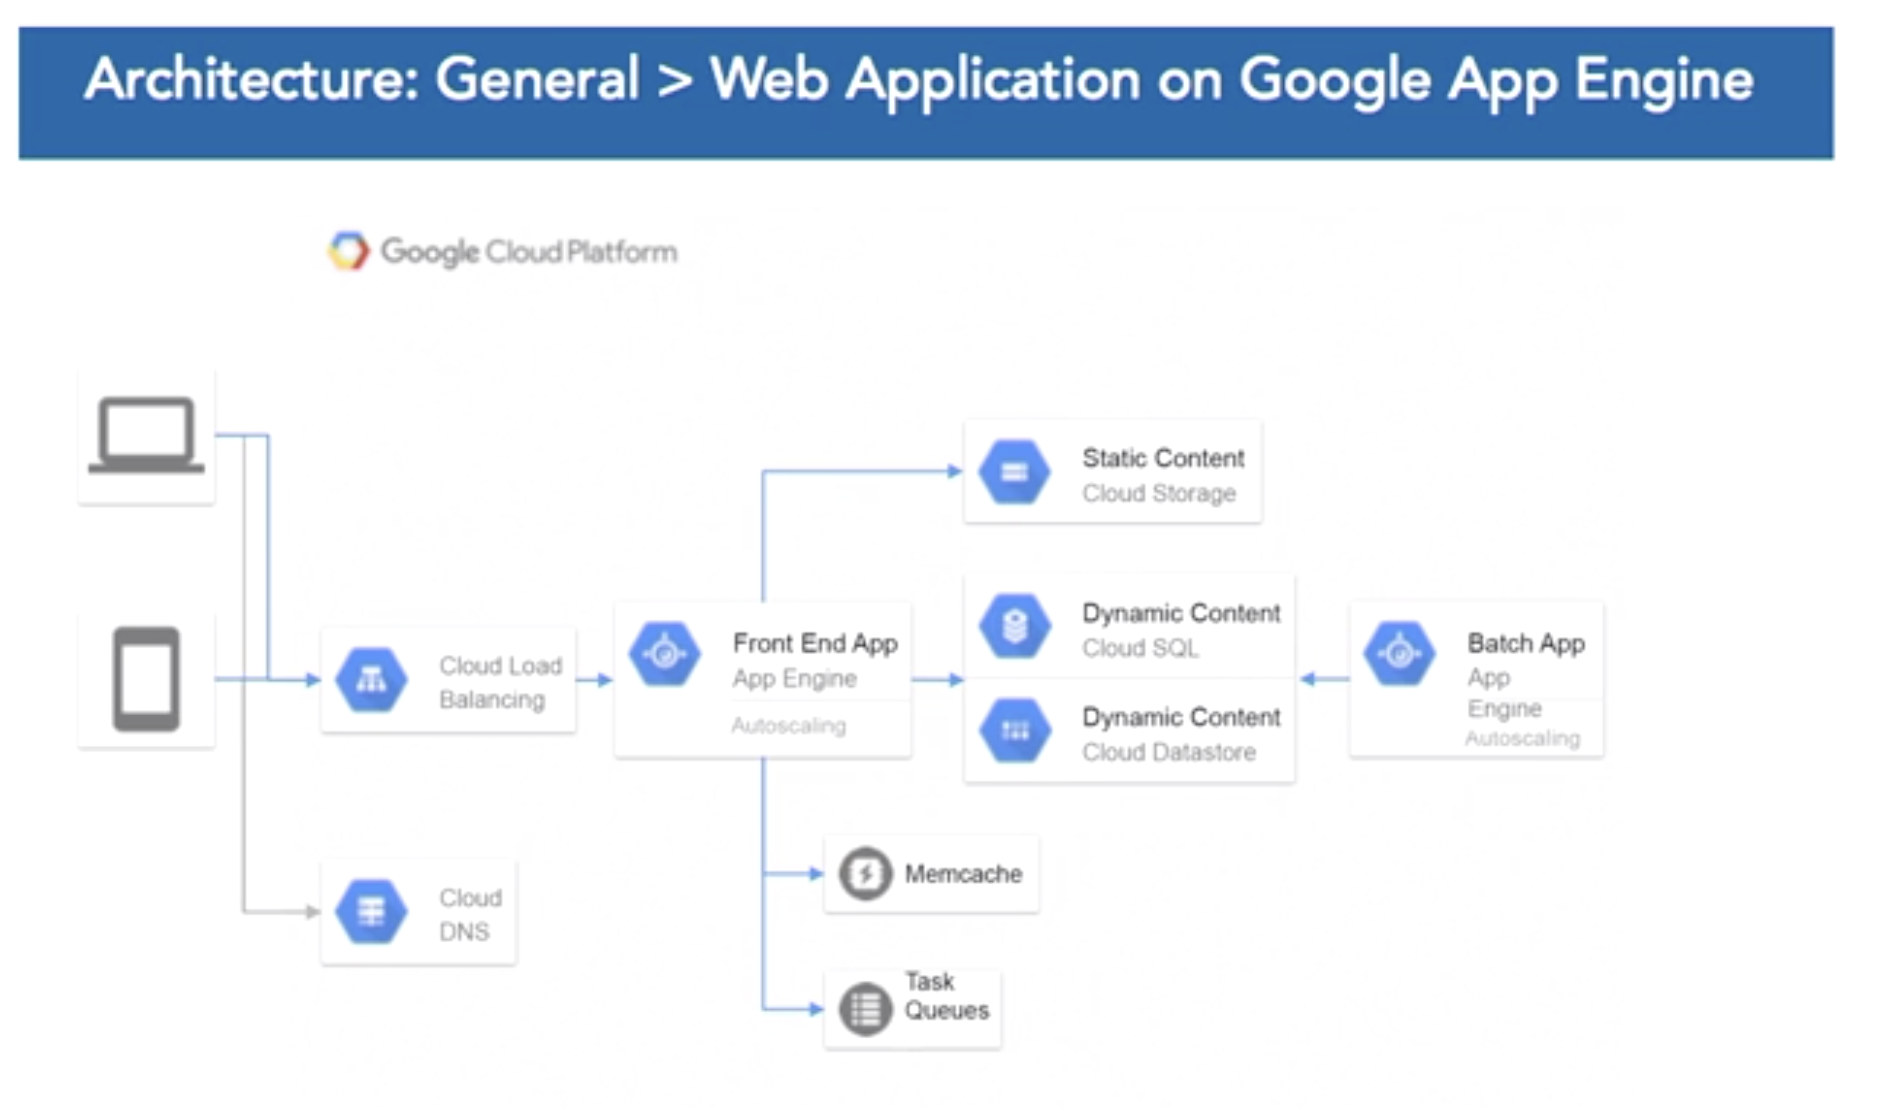 Architecture: General > Web Application on Google App Engine
Google Cloud Platform
Static Content
Cloud Storage
Cloud Load
Balancing
Front End App
App Engine
Autoscaling
Dynamic Content
Cloud SQL
Dynamic Content
Cloud Datastore
Batch App
App
Engine
Autoscaling
Cloud
DNS
Memcache
Task
Queues